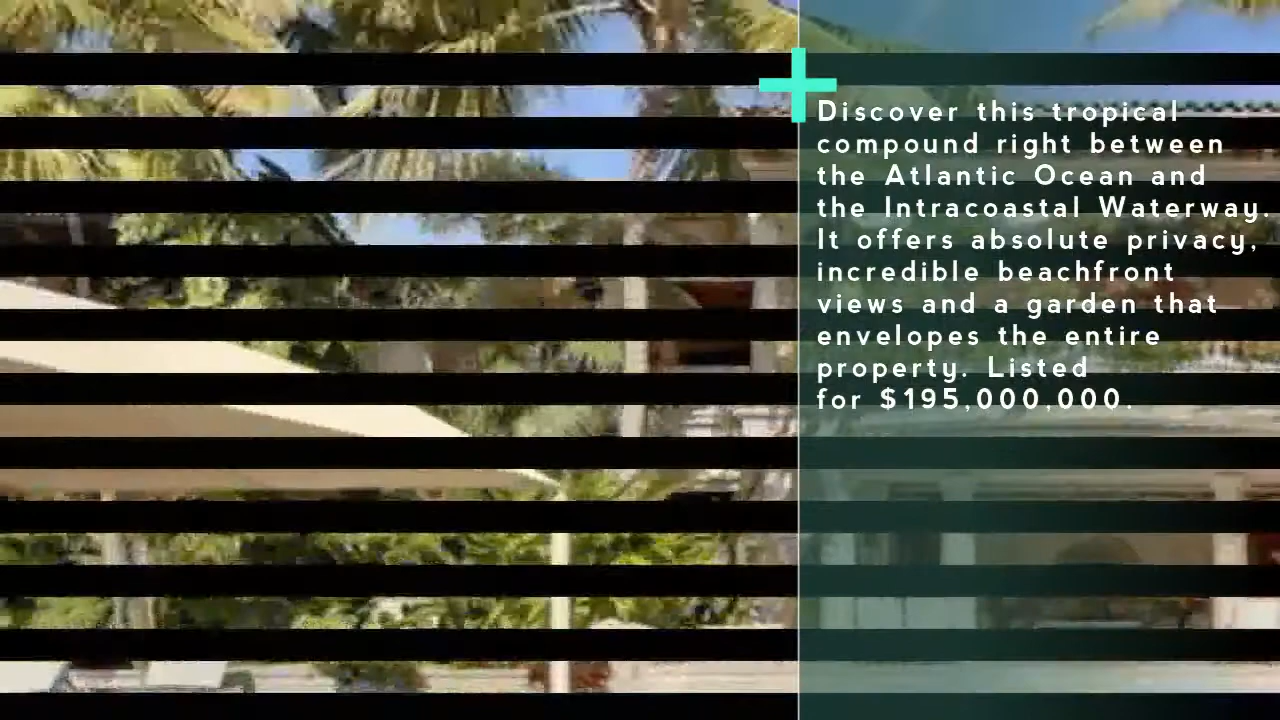 Discover this tropical
compound right between
the Atlantic Ocean and
the Intracoastal Waterway.
It offers absolute privacy,
incredible beachfront
views and a garden that
envelopes the entire
property. Listed
for $195,000,000.